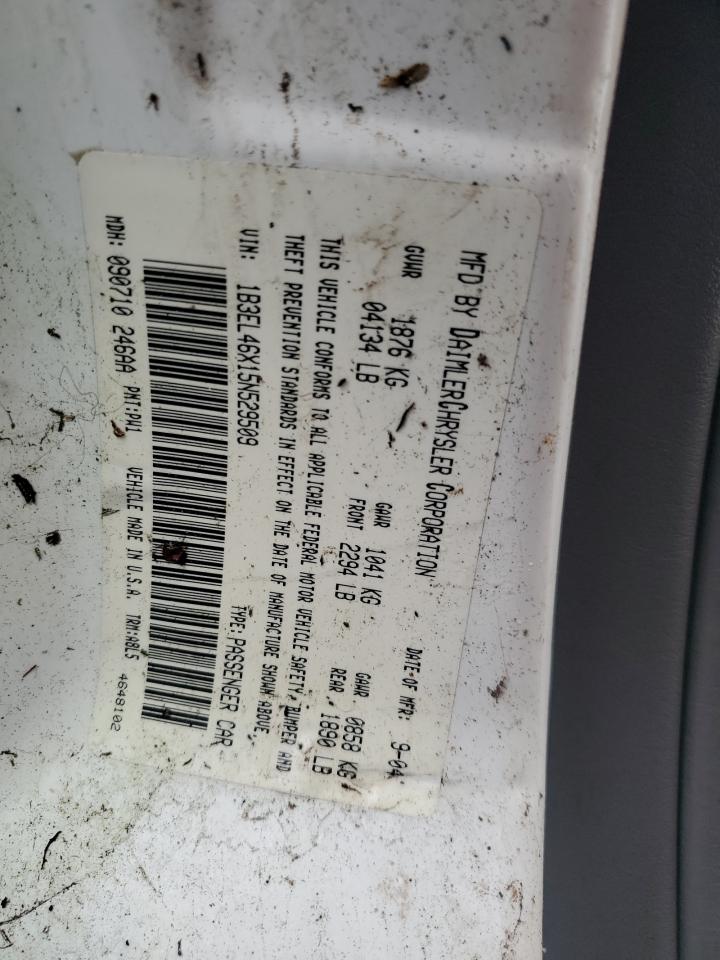 MFD BY DAIMLERCHRYSLER CORPORATION DATE OF MFR: 9-04
GVWR 1876 KG GAWR 1041 KG GAWR 0858 KG
04134 LB FRONT 2294 LB REAR 1890 LB
THIS VEHICLE CONFORMS TO ALL APPLICABLE FEDERAL MOTOR VEHICLE SAFETY, BUMPER AND
THEFT PREVENTION STANDARDS IN EFFECT ON THE DATE OF MANUFACTURE SHOWN ABOVE.
VIN: 1B3EL46X15N529509 TYPE: PASSENGER CAR
MDH: 090710 246AA PNT:PW1 VEHICLE MADE IN U.S.A. TRM:A8L5 4648102